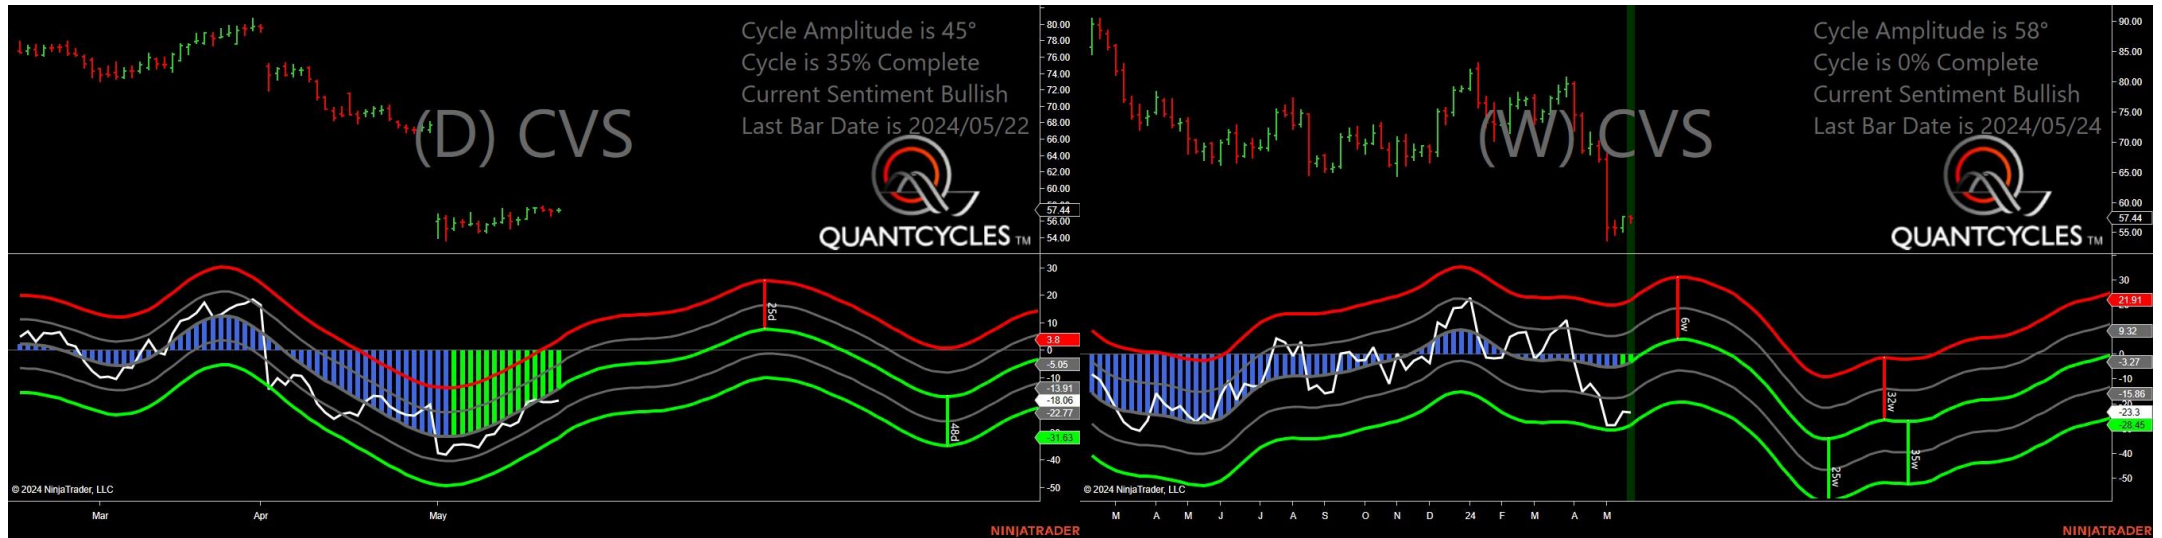 Cycle Amplitude is 45°
Cycle is 35% Complete
Current Sentiment Bullish
Last Bar Date is 2024/05/22
(D) CVS
QUANTCYCLES TM
80.00
78.00
76.00
74.00
72.00
70.00
68.00
66.00
64.00
62.00
60.00
57.44
56.00
54.00
30
20
10
3.8
0
-5.05
-10
-13.91
-18.06
-22.77
-31.63
-40
-50
25d
48d
© 2024 NinjaTrader, LLC
Mar Apr May
NINJATRADER
Cycle Amplitude is 58°
Cycle is 0% Complete
Current Sentiment Bullish
Last Bar Date is 2024/05/24
(W) CVS
QUANTCYCLES TM
90.00
85.00
80.00
75.00
70.00
65.00
60.00
57.44
55.00
30
21.91
9.32
0
-3.27
-10
-15.86
-23.3
-28.45
-40
-50
6w
32w
25w
35w
© 2024 NinjaTrader, LLC
M A M J J A S O N D 24 F M A M
NINJATRADER